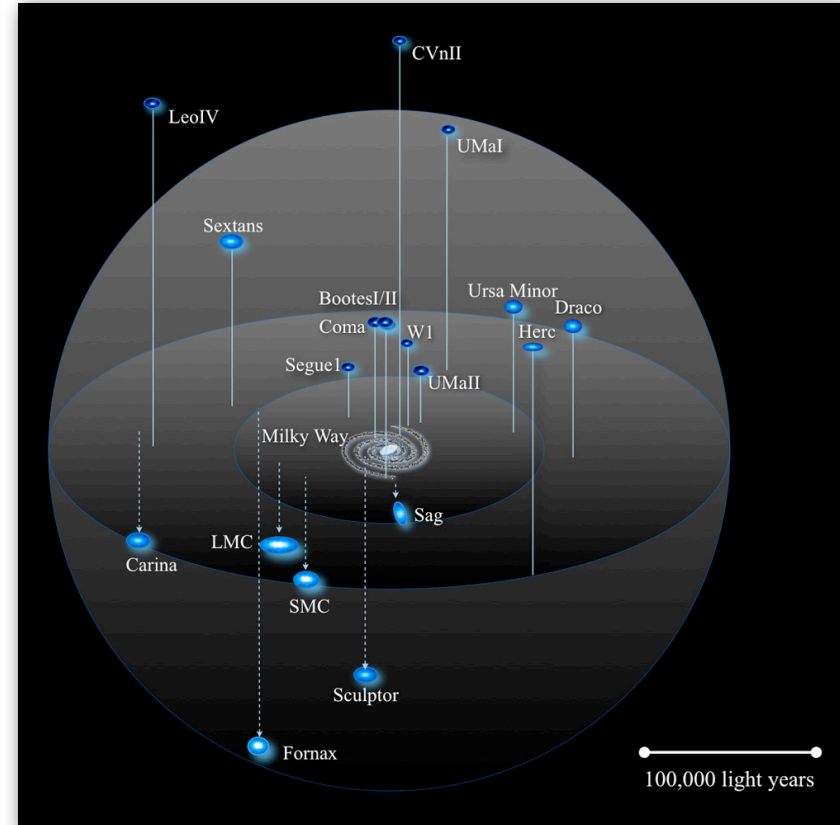 CVnII
LeoIV
UMaI
Sextans
Ursa Minor
BootesI/II
Draco
Coma
W1
Herc
Segue1
UMaII
Milky Way
Sag
LMC
Carina
SMC
Sculptor
Fornax
100,000 light years